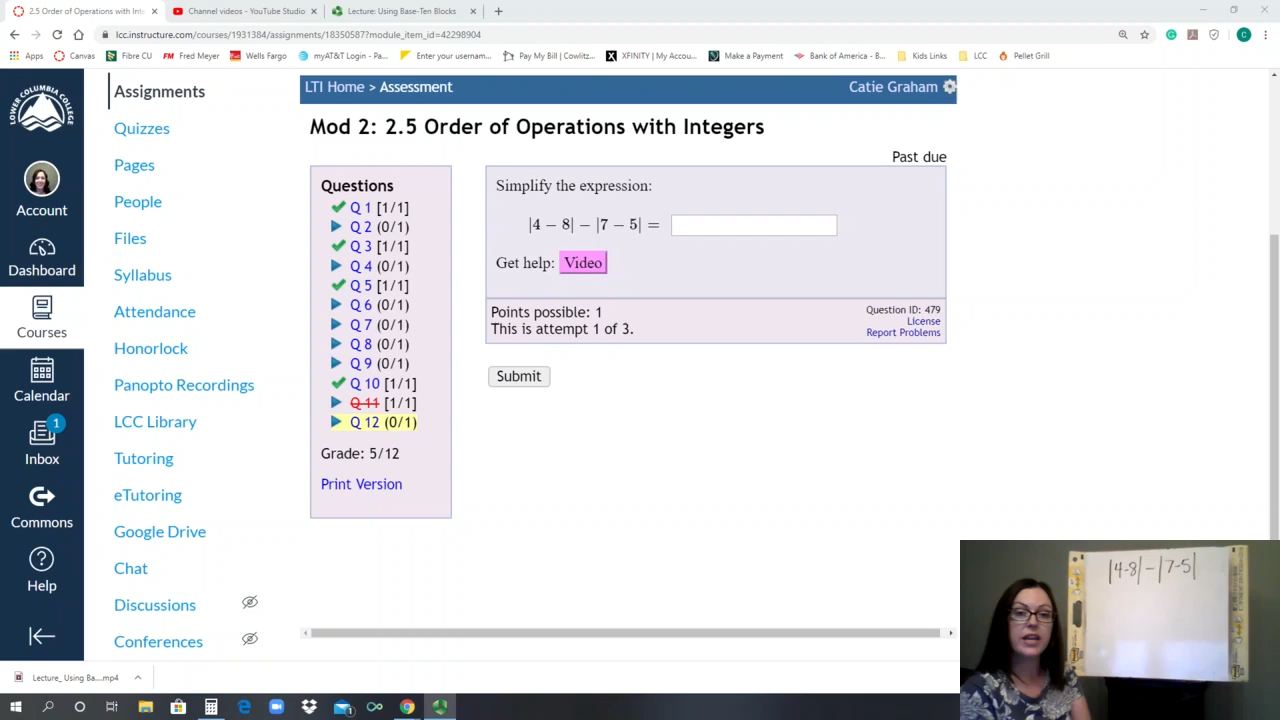 2.5 Order of Operations with Inte
Channel videos - YouTube Studio
Lecture: Using Base-Ten Blocks
lcc.instructure.com/courses/1931384/assignments/18350587?module_item_id=42298904
Apps
Canvas
Fibre CU
Fred Meyer
Wells Fargo
myAT&T Login - Pa...
Enter your usernam...
Pay My Bill | Cowlitz...
XFINITY | My Accou...
Make a Payment
Bank of America - B...
Kids Links
LCC
Pellet Grill
LOWER COLUMBIA COLLEGE
Account
Dashboard
Courses
Calendar
1
Inbox
Commons
Help
Assignments
Quizzes
Pages
People
Files
Syllabus
Attendance
Honorlock
Panopto Recordings
LCC Library
Tutoring
eTutoring
Google Drive
Chat
Discussions
Conferences
LTI Home > Assessment
Catie Graham
Mod 2: 2.5 Order of Operations with Integers
Past due
Questions
Q 1 [1/1]
Q 2 (0/1)
Q 3 [1/1]
Q 4 (0/1)
Q 5 [1/1]
Q 6 (0/1)
Q 7 (0/1)
Q 8 (0/1)
Q 9 (0/1)
Q 10 [1/1]
Q 11 [1/1]
Q 12 (0/1)
Grade: 5/12
Print Version
Simplify the expression:
|4 − 8| − |7 − 5| =
Get help: Video
Points possible: 1
This is attempt 1 of 3.
Question ID: 479
License
Report Problems
Submit
|4-8|-|7-5|
Lecture_ Using Ba....mp4